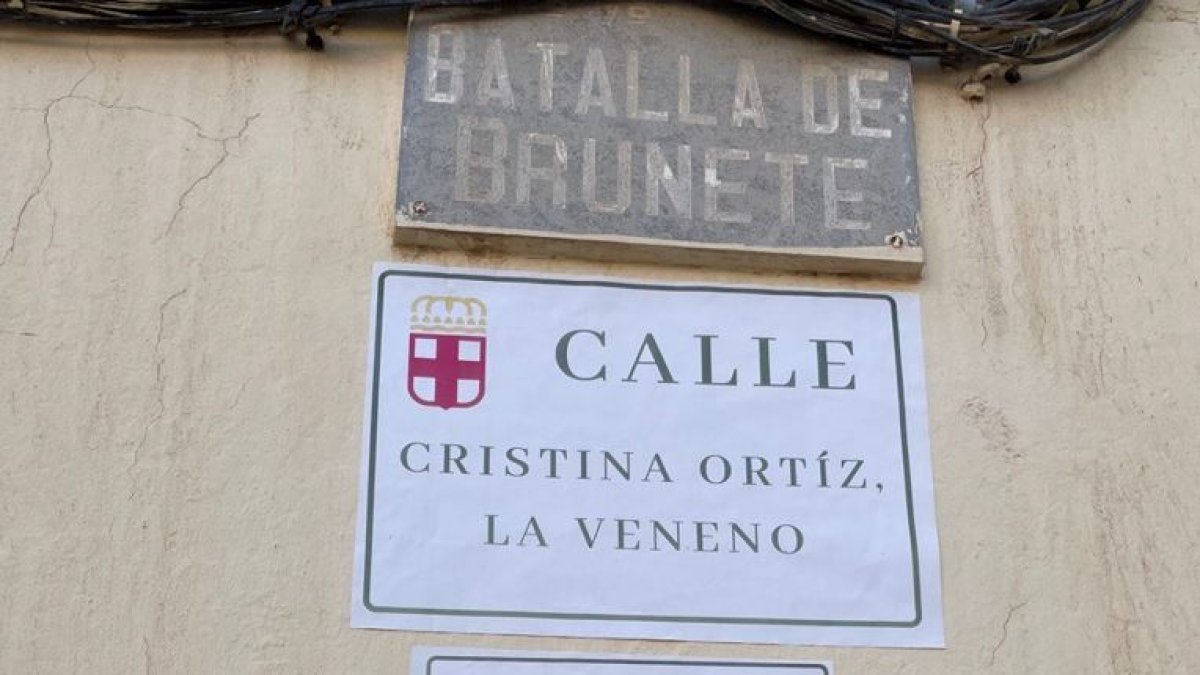 BATALLA DE
BRUNETE
CALLE
CRISTINA ORTÍZ,
LA VENENO